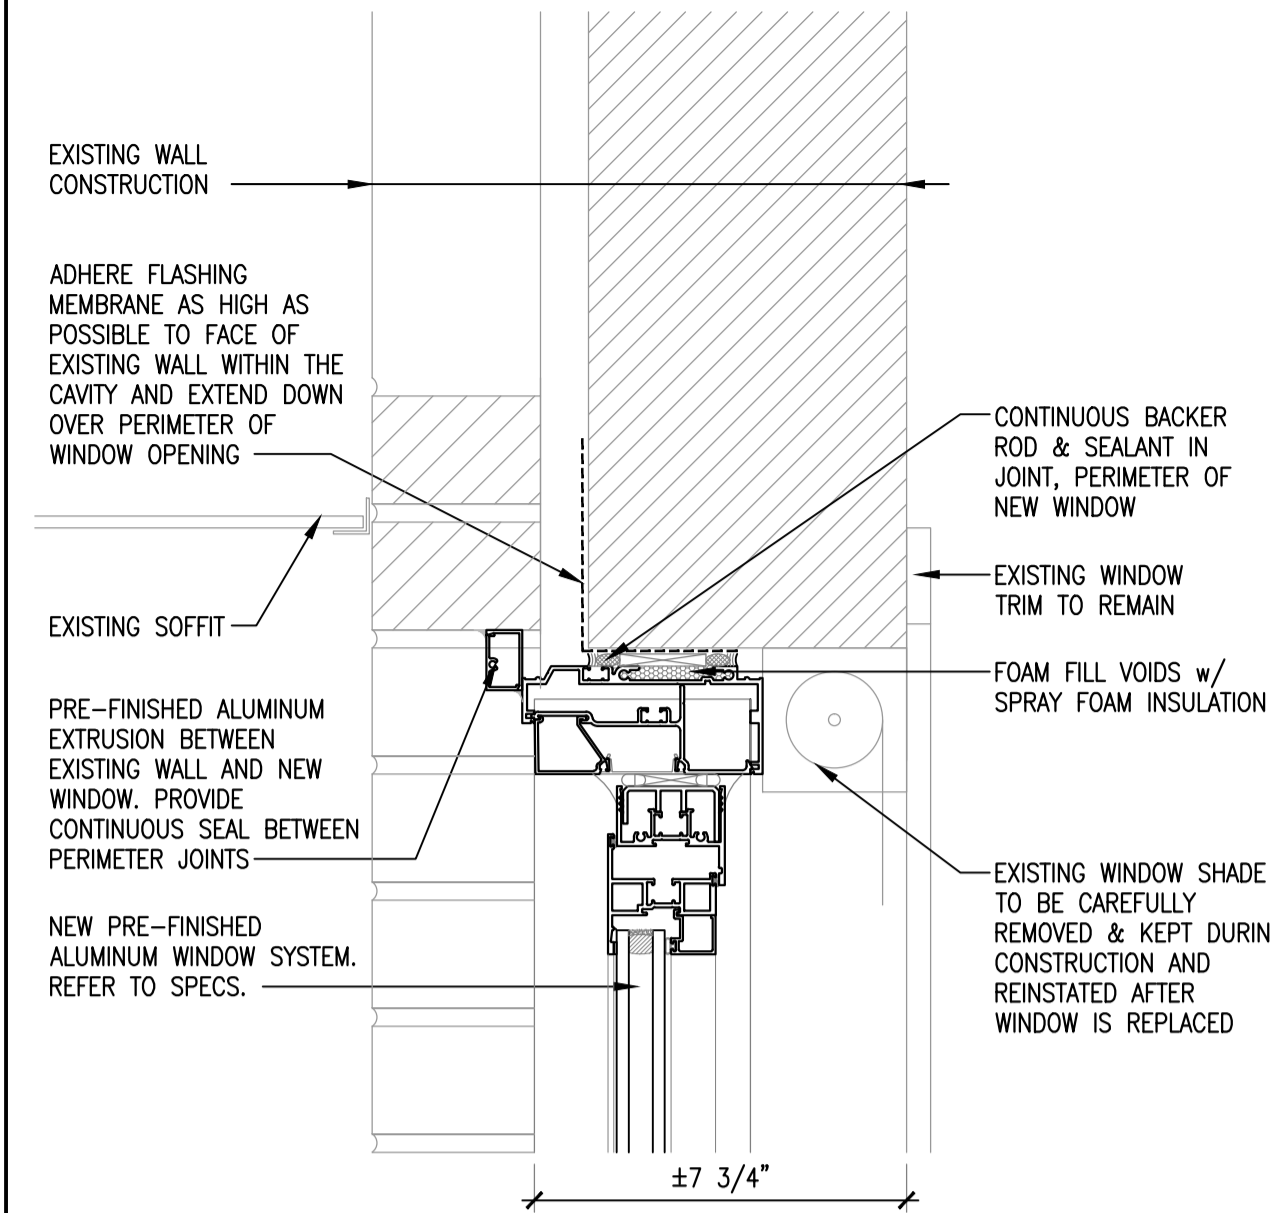 EXISTING WALL
CONSTRUCTION
ADHERE FLASHING
MEMBRANE AS HIGH AS
POSSIBLE TO FACE OF
EXISTING WALL WITHIN THE
CAVITY AND EXTEND DOWN
OVER PERIMETER OF
WINDOW OPENING
EXISTING SOFFIT
PRE-FINISHED ALUMINUM
EXTRUSION BETWEEN
EXISTING WALL AND NEW
WINDOW. PROVIDE
CONTINUOUS SEAL BETWEEN
PERIMETER JOINTS
NEW PRE-FINISHED
ALUMINUM WINDOW SYSTEM.
REFER TO SPECS.
CONTINUOUS BACKER
ROD & SEALANT IN
JOINT, PERIMETER OF
NEW WINDOW
EXISTING WINDOW
TRIM TO REMAIN
FOAM FILL VOIDS w/
SPRAY FOAM INSULATION
EXISTING WINDOW SHADE
TO BE CAREFULLY
REMOVED & KEPT DURIN
CONSTRUCTION AND
REINSTATED AFTER
WINDOW IS REPLACED
±7 3/4"